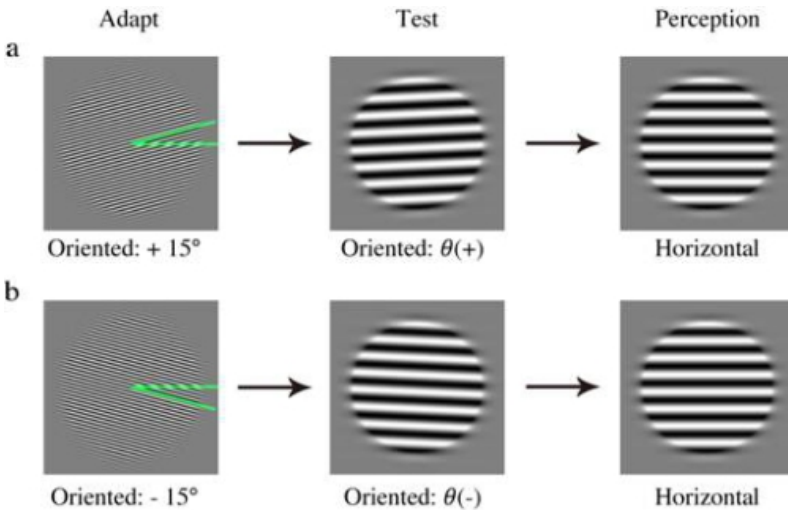 Adapt Test Perception
a
Oriented: + 15° Oriented: θ(+) Horizontal
b
Oriented: - 15° Oriented: θ(-) Horizontal